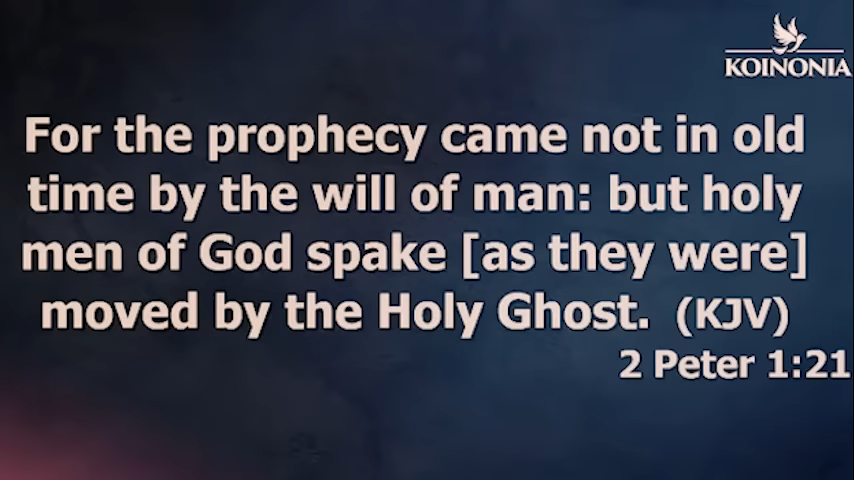 KOINONIA
For the prophecy came not in old
time by the will of man: but holy
men of God spake [as they were]
moved by the Holy Ghost. (KJV)
2 Peter 1:21